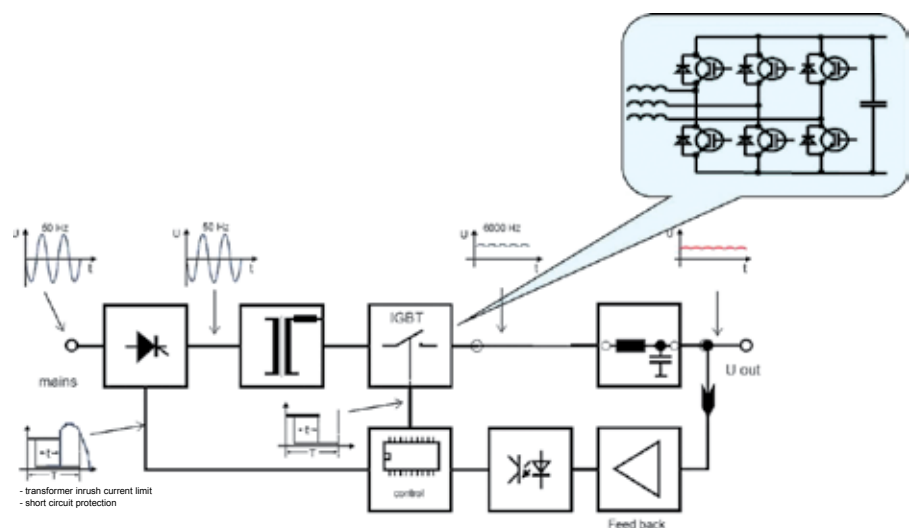 U
50 Hz
t
U
50 Hz
t
U
6000 Hz
t
U
t
IGBT
mains
U out
t
T
t
T
control
- transformer inrush current limit
- short circuit protection
Feed back